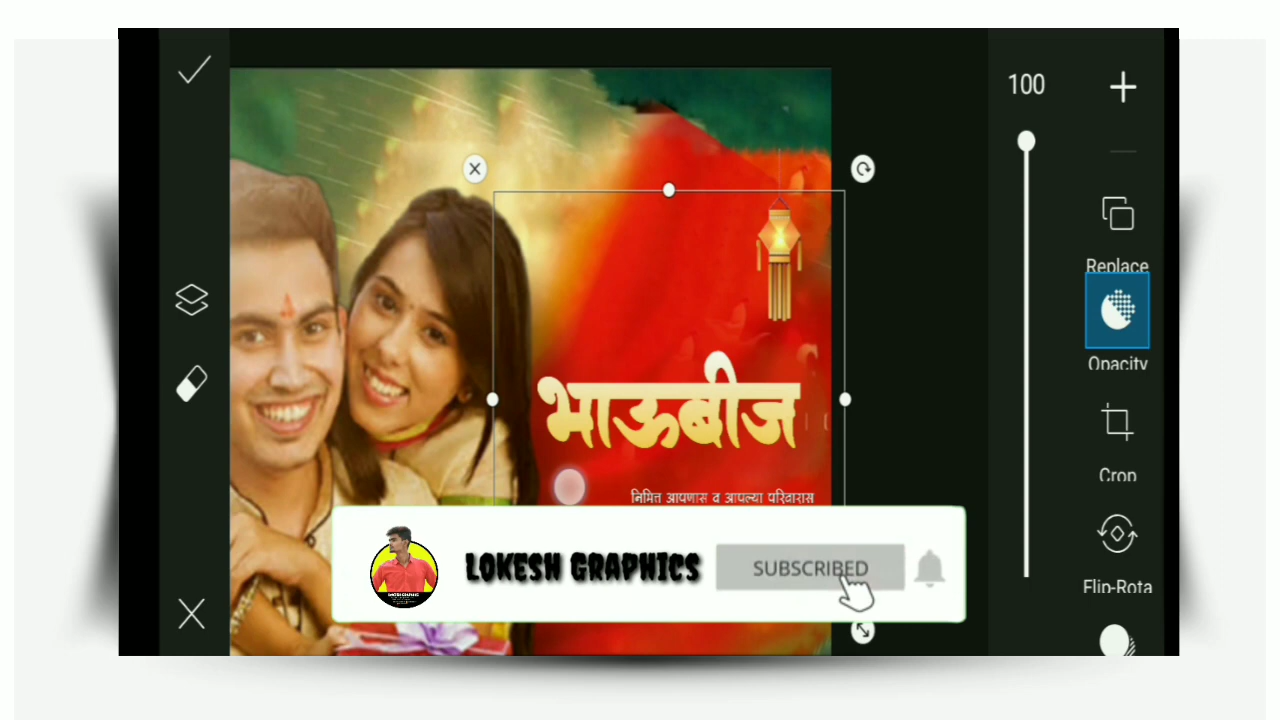 100
Replace
Opacity
Crop
Flip-Rota
भाऊबीज
निमित्त आपणास व आपल्या परिवारास
LOKESH GRAPHICS
SUBSCRIBED